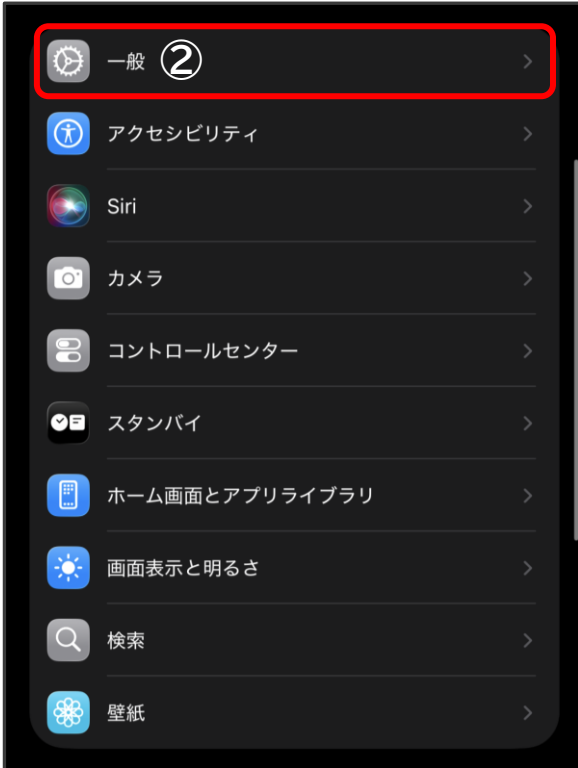 一般 ②
アクセシビリティ
Siri
カメラ
コントロールセンター
スタンバイ
ホーム画面とアプリライブラリ
画面表示と明るさ
検索
壁紙